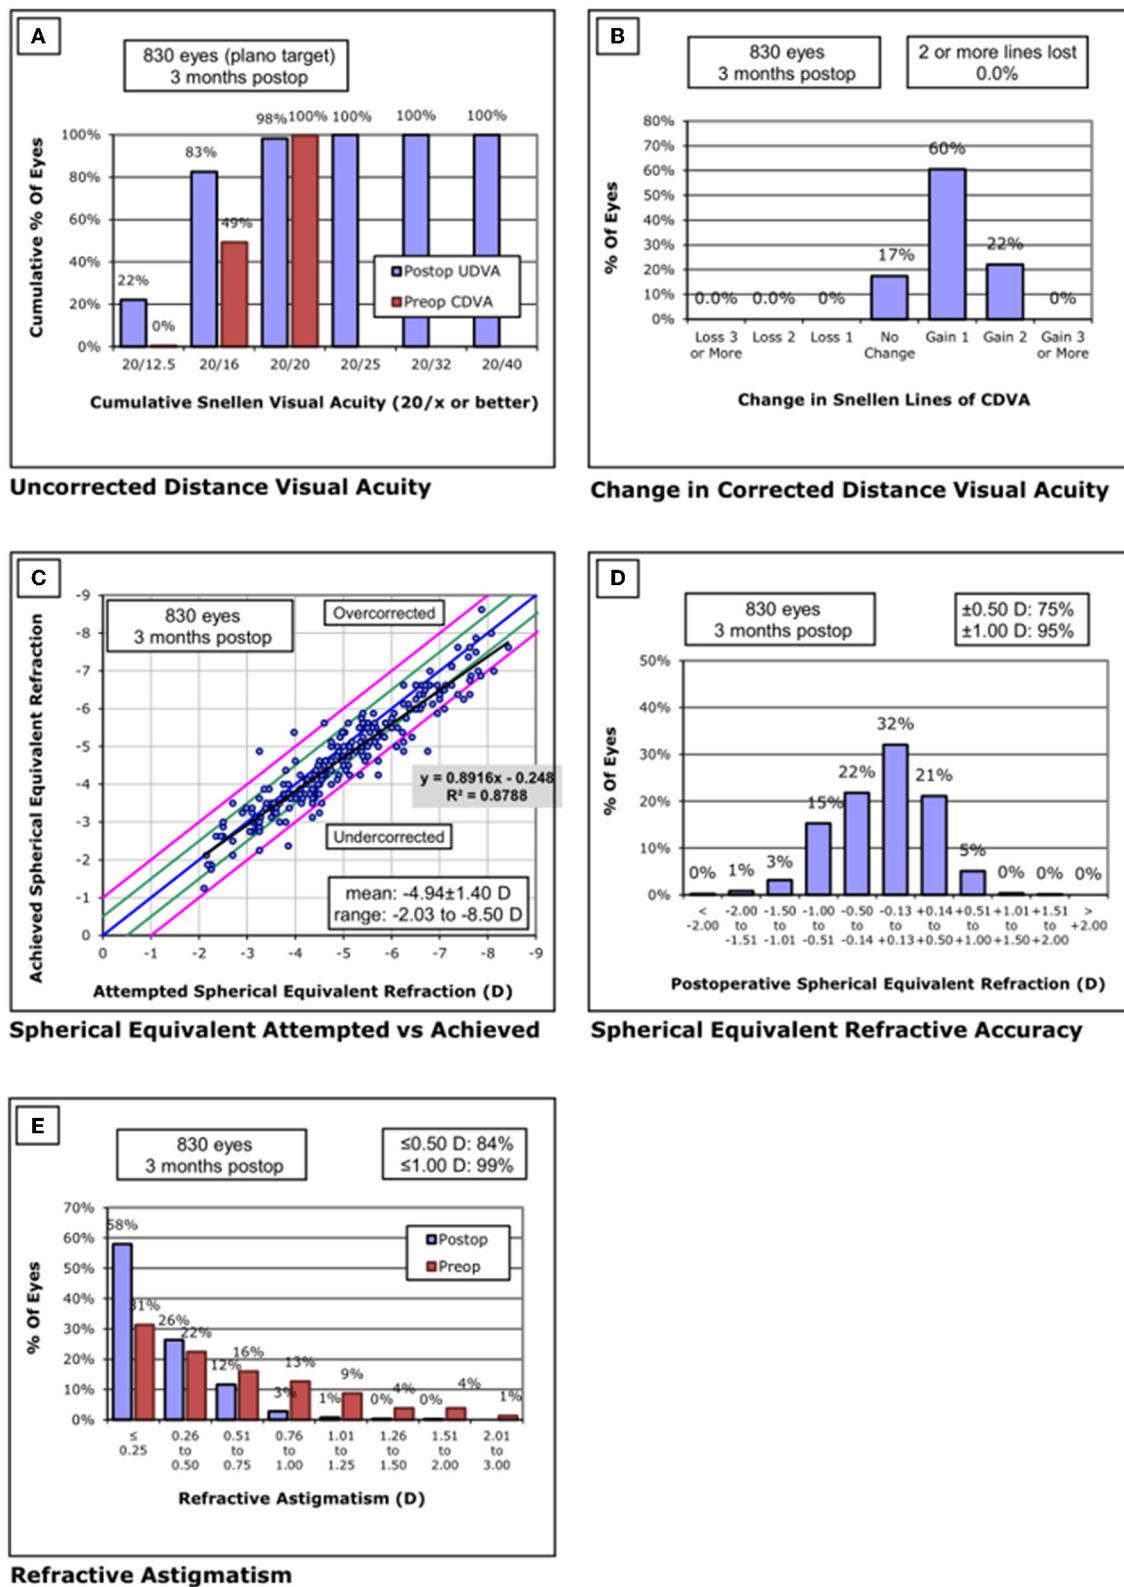 A
830 eyes (plano target)
3 months postop
Cumulative % Of Eyes
100%
80%
60%
40%
20%
0%
22%
0%
83%
49%
98%
100%
100%
100%
100%
Postop UDVA
Preop CDVA
20/12.5 20/16 20/20 20/25 20/32 20/40
Cumulative Snellen Visual Acuity (20/x or better)
Uncorrected Distance Visual Acuity
B
830 eyes
3 months postop
2 or more lines lost
0.0%
% Of Eyes
80%
70%
60%
50%
40%
30%
20%
10%
0%
0.0%
0.0%
0%
17%
60%
22%
0%
Loss 3 or More
Loss 2
Loss 1
No Change
Gain 1
Gain 2
Gain 3 or More
Change in Snellen Lines of CDVA
Change in Corrected Distance Visual Acuity
C
830 eyes
3 months postop
Overcorrected
Achieved Spherical Equivalent Refraction
-9
-8
-7
-6
-5
-4
-3
-2
-1
0
y = 0.8916x - 0.248
R² = 0.8788
Undercorrected
mean: -4.94±1.40 D
range: -2.03 to -8.50 D
0 -1 -2 -3 -4 -5 -6 -7 -8 -9
Attempted Spherical Equivalent Refraction (D)
Spherical Equivalent Attempted vs Achieved
D
830 eyes
3 months postop
±0.50 D: 75%
±1.00 D: 95%
% Of Eyes
50%
40%
30%
20%
10%
0%
0%
1%
3%
15%
22%
32%
21%
5%
0%
0%
0%
< -2.00 -1.50 -1.00 -0.50 -0.13 +0.14 +0.51 +1.01 +1.51 >
-2.00 to to to to to to to to to +2.00
-1.51 -1.01 -0.51 -0.14 +0.13 +0.50 +1.00 +1.50 +2.00
Postoperative Spherical Equivalent Refraction (D)
Spherical Equivalent Refractive Accuracy
E
830 eyes
3 months postop
≤0.50 D: 84%
≤1.00 D: 99%
% Of Eyes
70%
60%
50%
40%
30%
20%
10%
0%
58%
31%
26%
22%
12%
16%
3%
13%
1%
9%
0%
4%
0%
4%
1%
Postop
Preop
≤ 0.26 0.51 0.76 1.01 1.26 1.51 2.01
0.25 to to to to to to to
0.50 0.75 1.00 1.25 1.50 2.00 3.00
Refractive Astigmatism (D)
Refractive Astigmatism